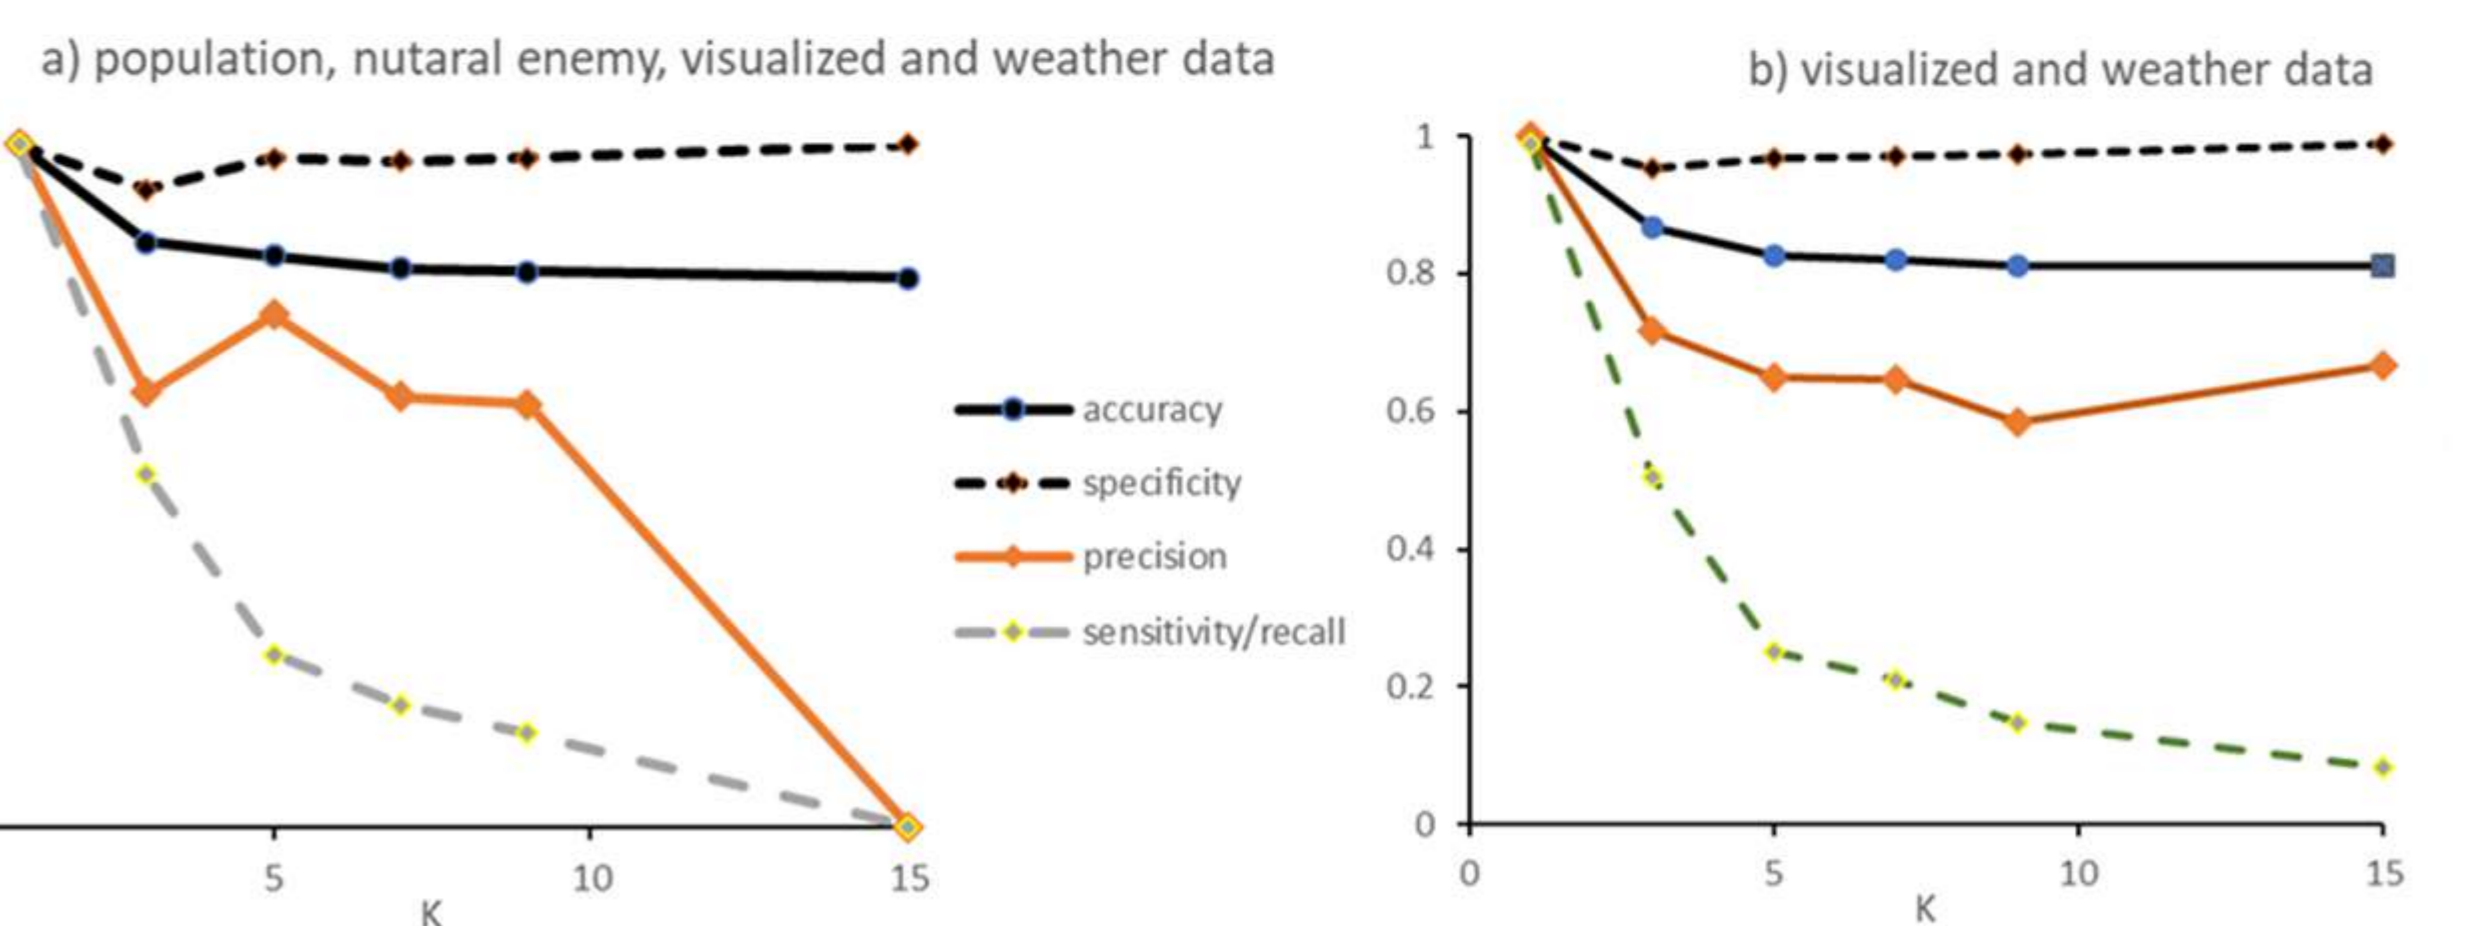 a) population, nutaral enemy, visualized and weather data
accuracy
specificity
precision
sensitivity/recall
5
10
15
K
b) visualized and weather data
1
0.8
0.6
0.4
0.2
0
0
5
10
15
K